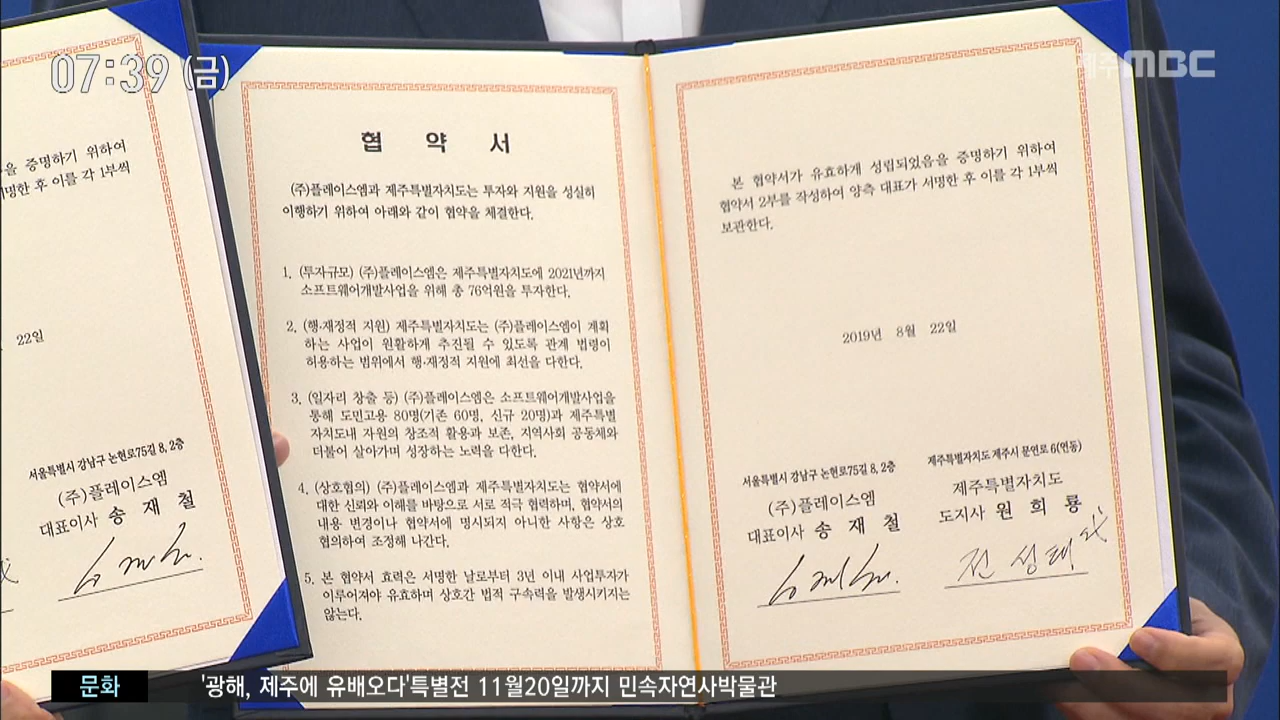 07:39 (금)
제주MBC
증명하기 위하여
서명한 후 이를 각 1부씩
22일
서울특별시 강남구 논현로75길 8, 2층
(주)플레이스엠
대표이사 송 재 철
협 약 서
(주)플레이스엠과 제주특별자치도는 투자와 지원을 성실히
이행하기 위하여 아래와 같이 협약을 체결한다.
1. (투자규모) (주)플레이스엠은 제주특별자치도에 2021년까지
소프트웨어개발사업을 위해 총 76억원을 투자한다.
2. (행·재정적 지원) 제주특별자치도는 (주)플레이스엠이 계획
하는 사업이 원활하게 추진될 수 있도록 관계 법령이
허용하는 범위에서 행·재정적 지원에 최선을 다한다.
3. (일자리 창출 등) (주)플레이스엠은 소프트웨어개발사업을
통해 도민고용 80명(기존 60명, 신규 20명)과 제주특별
자치도내 자원의 창조적 활용과 보존, 지역사회 공동체와
더불어 살아가며 성장하는 노력을 다한다.
4. (상호협의) (주)플레이스엠과 제주특별자치도는 협약서에
대한 신뢰와 이해를 바탕으로 서로 적극 협력하며, 협약서의
내용 변경이나 협약서에 명시되지 아니한 사항은 상호
협의하여 조정해 나간다.
5. 본 협약서 효력은 서명한 날로부터 3년 이내 사업투자가
이루어져야 유효하며 상호간 법적 구속력을 발생시키지는
않는다.
본 협약서가 유효하게 성립되었음을 증명하기 위하여
협약서 2부를 작성하여 양측 대표가 서명한 후 이를 각 1부씩
보관한다.
2019년 8월 22일
서울특별시 강남구 논현로75길 8, 2층
(주)플레이스엠
대표이사 송 재 철
제주특별자치도 제주시 문연로 6(연동)
제주특별자치도
도지사 원 희 룡
전 성 태 代
문화 '광해, 제주에 유배오다'특별전 11월20일까지 민속자연사박물관